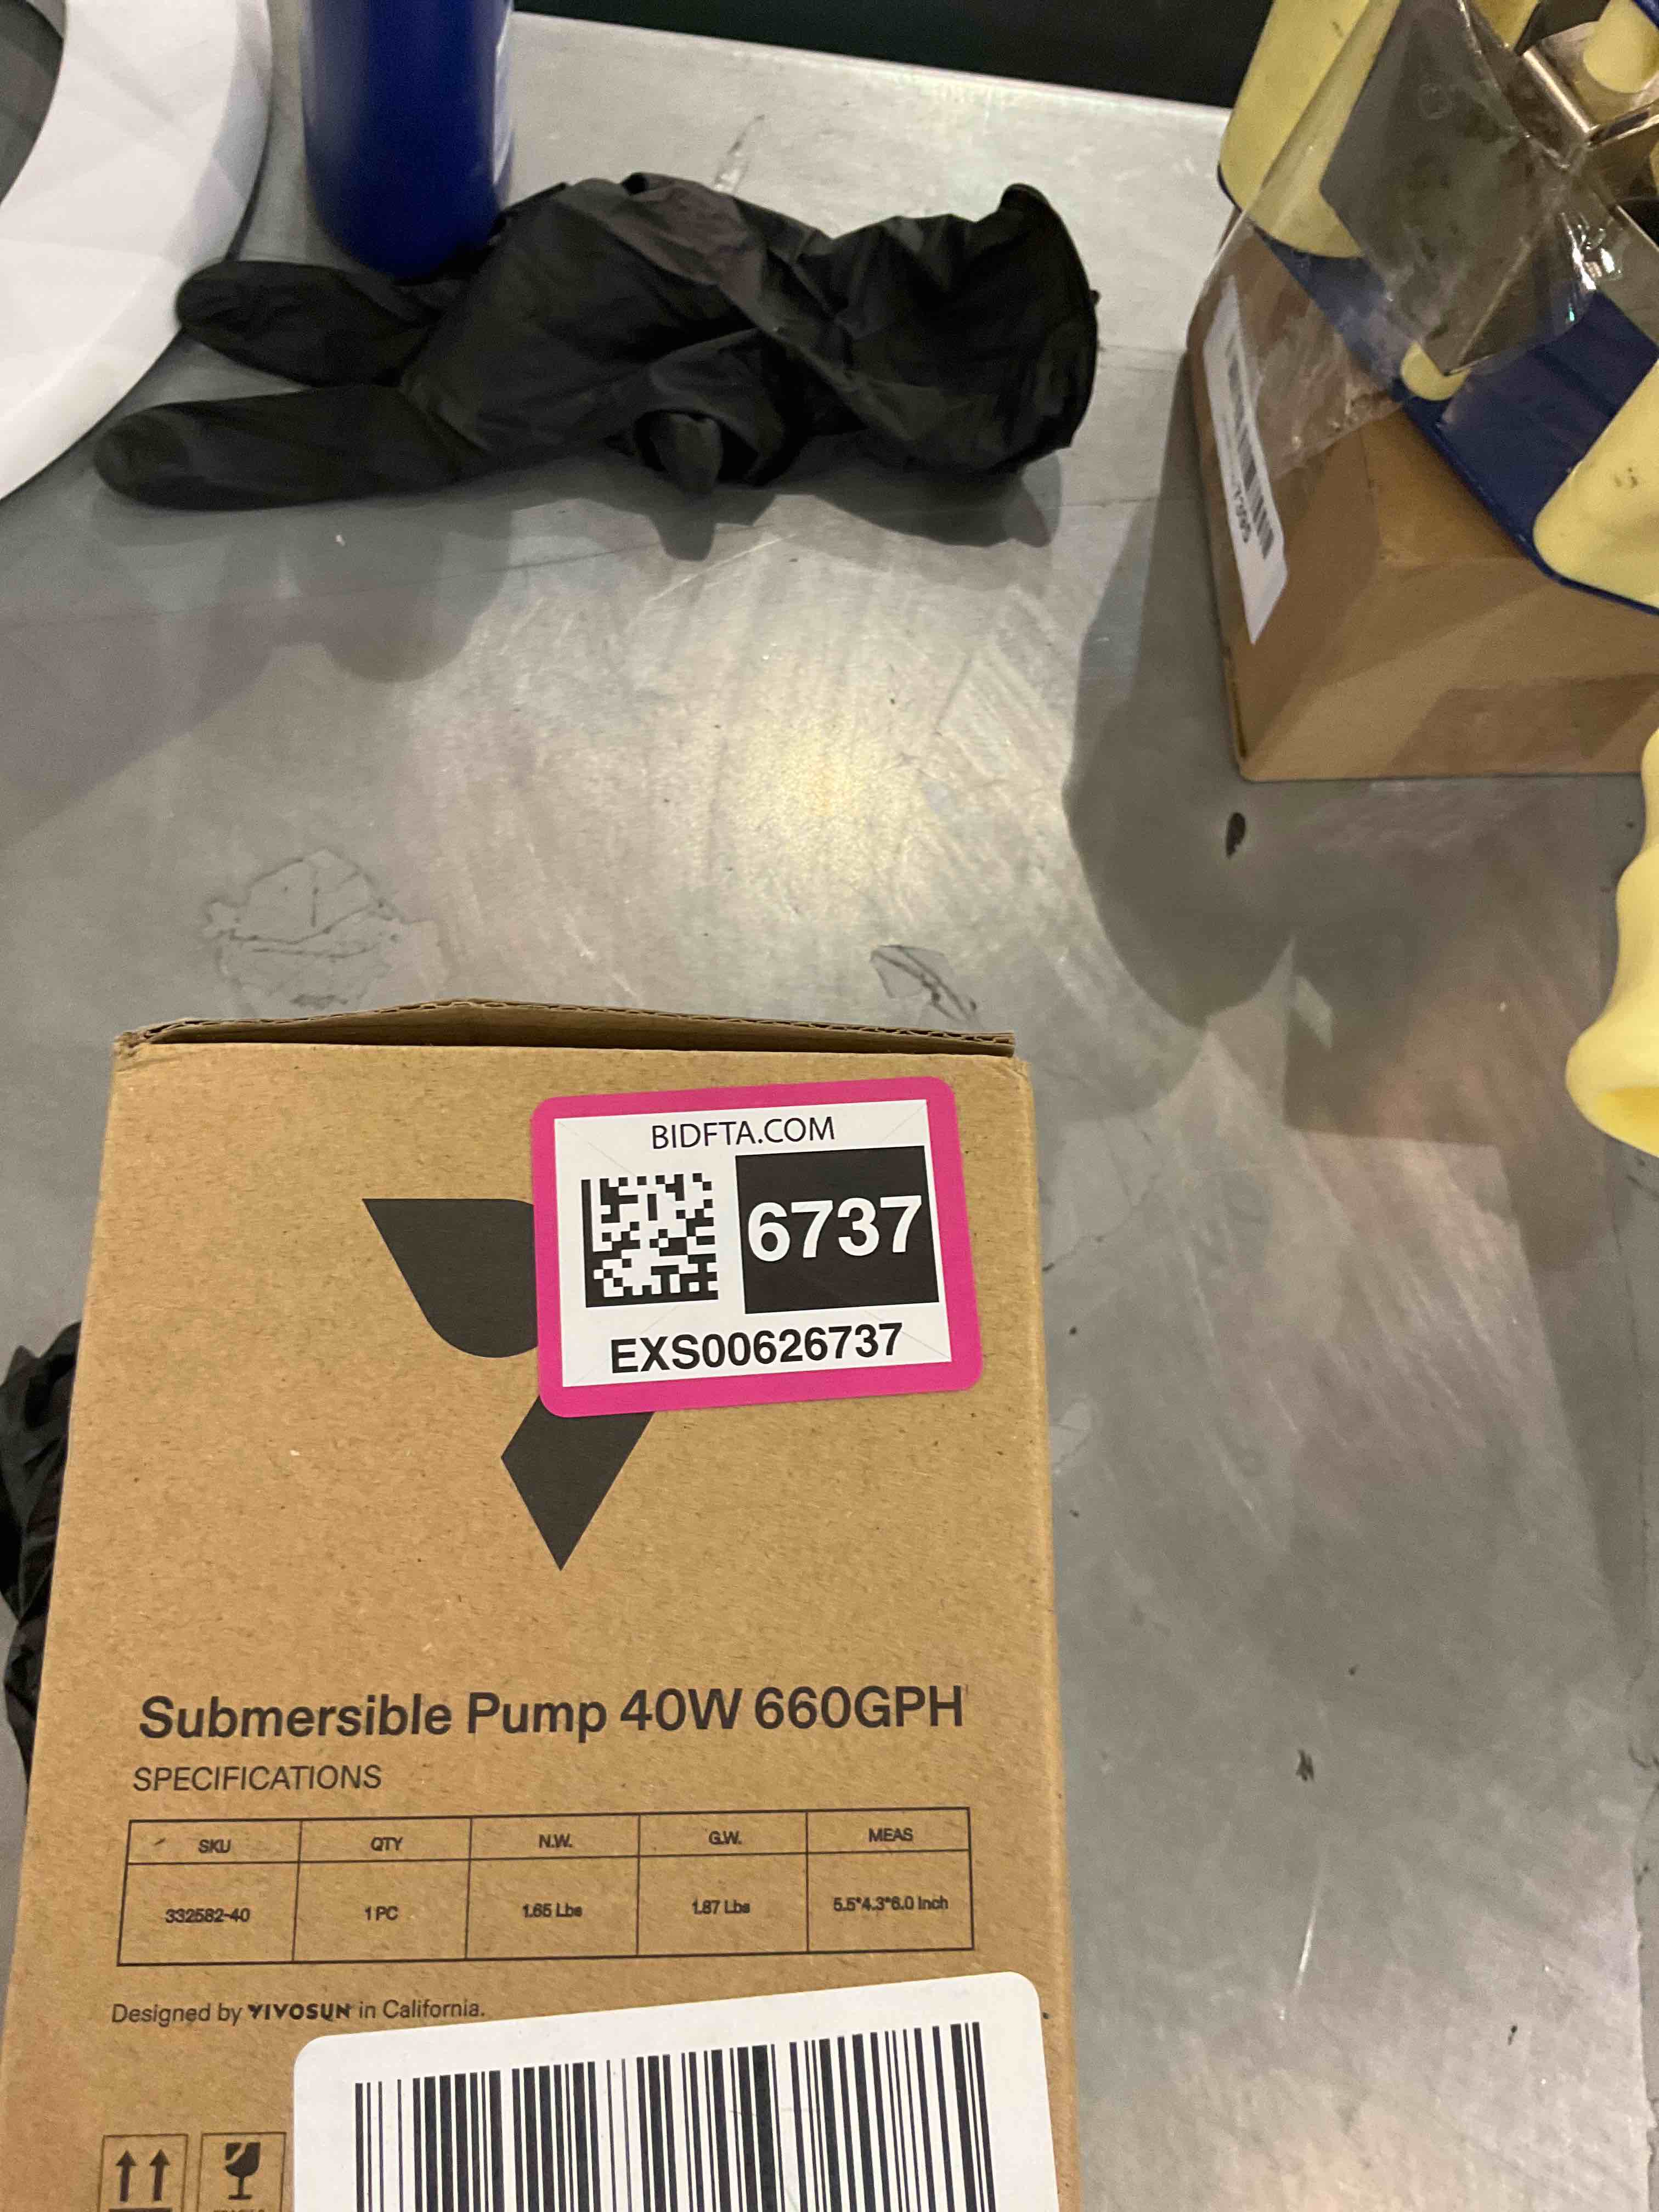 BIDFTA.COM
6737
EXS00626737
Submersible Pump 40W 660GPH
SPECIFICATIONS
SKU QTY N.W. G.W. MEAS
332582-40 1 PC 1.65 Lbs 1.87 Lbs 5.5*4.3*6.0 Inch
Designed by VIVOSUN in California.